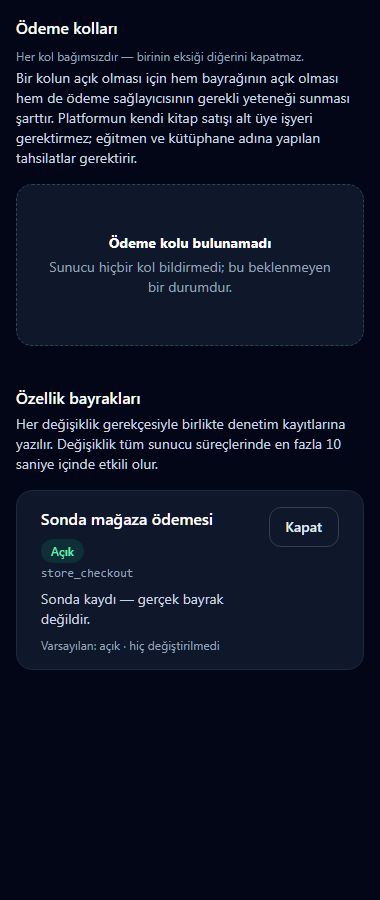 Ödeme kolları
Her kol bağımsızdır — birinin eksiği diğerini kapatmaz.
Bir kolun açık olması için hem bayrağının açık olması
hem de ödeme sağlayıcısının gerekli yeteneği sunması
şarttır. Platformun kendi kitap satışı alt üye işyeri
gerektirmez; eğitmen ve kütüphane adına yapılan
tahsilatlar gerektirir.
Ödeme kolu bulunamadı
Sunucu hiçbir kol bildirmedi; bu beklenmeyen
bir durumdur.
Özellik bayrakları
Her değişiklik gerekçesiyle birlikte denetim kayıtlarına
yazılır. Değişiklik tüm sunucu süreçlerinde en fazla 10
saniye içinde etkili olur.
Sonda mağaza ödemesi
Kapat
Açık
store_checkout
Sonda kaydı — gerçek bayrak
değildir.
Varsayılan: açık · hiç değiştirilmedi